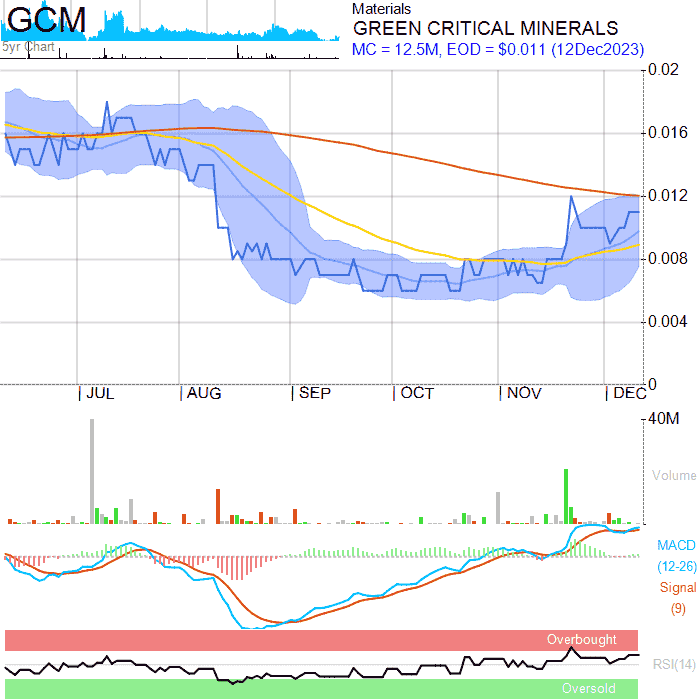 GCM
5yr Chart
Materials
GREEN CRITICAL MINERALS
MC = 12.5M, EOD = $0.011 (12Dec2023)
0.02
0.016
0.012
0.008
0.004
0
JUL AUG SEP OCT NOV DEC
40M
Volume
MACD
(12-26)
Signal
(9)
Overbought
RSI(14)
Oversold